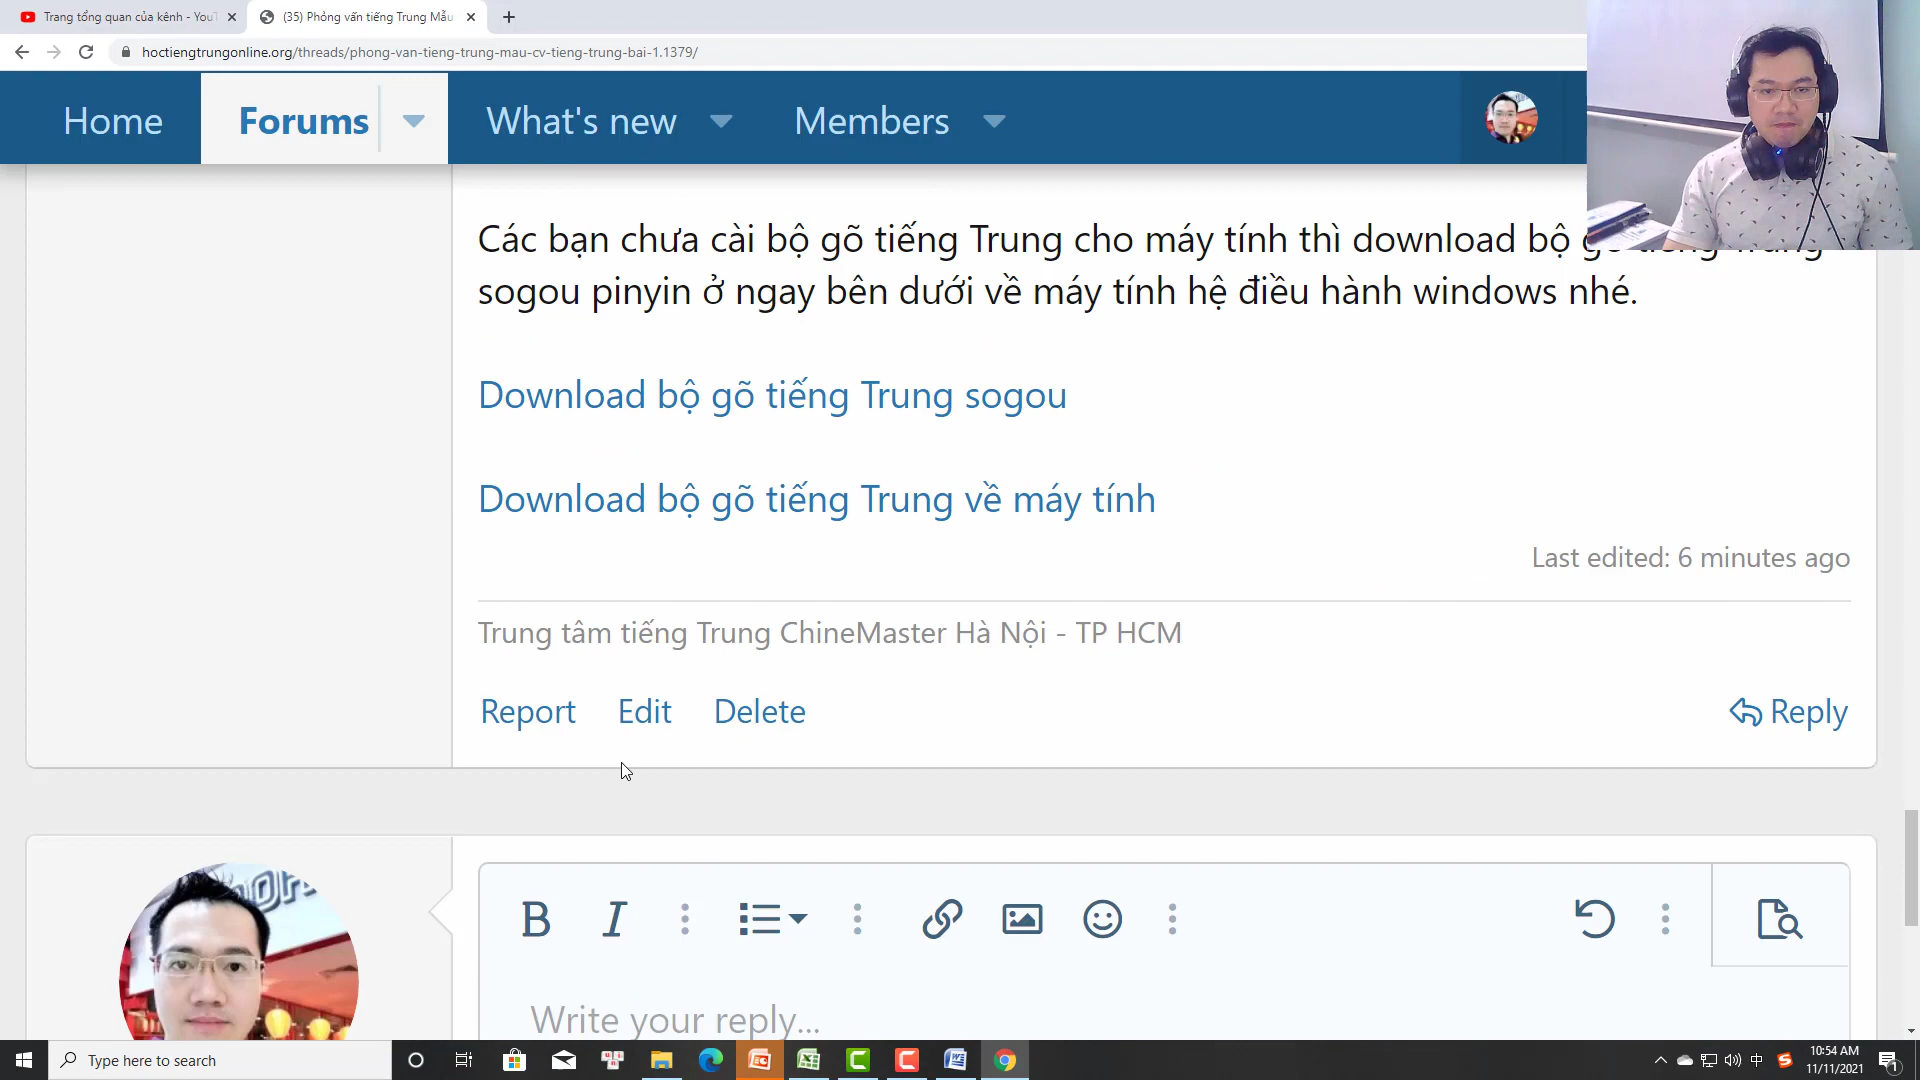 Trang tổng quan của kênh - YouT
(35) Phỏng vấn tiếng Trung Mẫu
hoctiengtrungonline.org/threads/phong-van-tieng-trung-mau-cv-tieng-trung-bai-1.1379/
Home
Forums
What's new
Members
Các bạn chưa cài bộ gõ tiếng Trung cho máy tính thì download bộ gõ tiếng Trung
sogou pinyin ở ngay bên dưới về máy tính hệ điều hành windows nhé.
Download bộ gõ tiếng Trung sogou
Download bộ gõ tiếng Trung về máy tính
Last edited: 6 minutes ago
Trung tâm tiếng Trung ChineMaster Hà Nội - TP HCM
Report Edit Delete
Reply
B I
Write your reply...
Type here to search
中
10:54 AM
11/11/2021
1